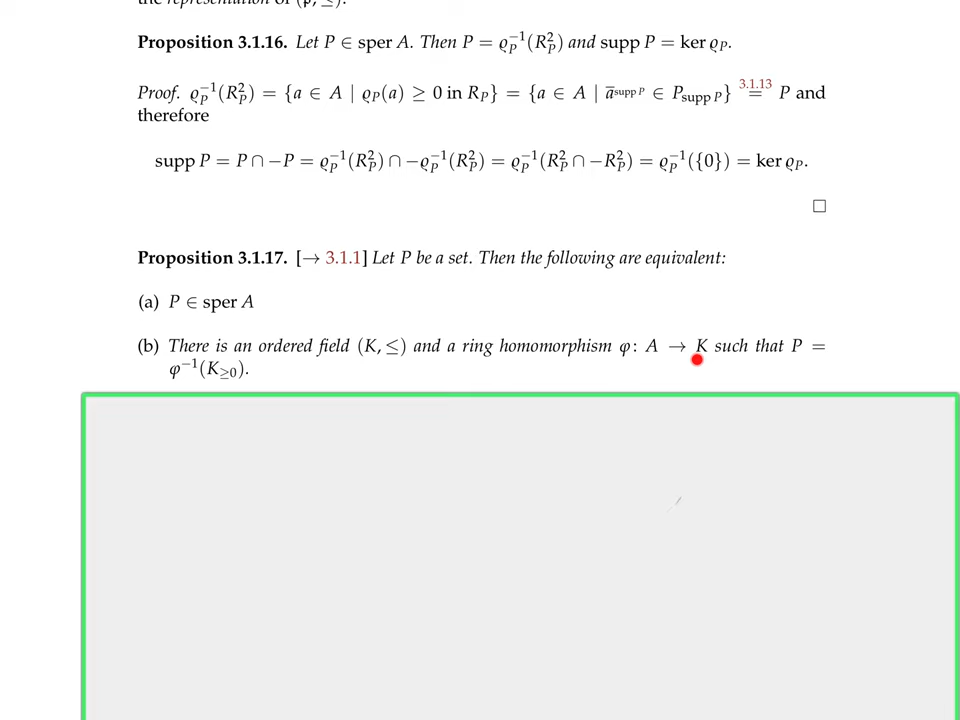 the representation of (𝔭, ≤).
Proposition 3.1.16. Let P ∈ sper A. Then P = ϱ_P^{-1}(R_P^2) and supp P = ker ϱ_P.
Proof. ϱ_P^{-1}(R_P^2) = {a ∈ A | ϱ_P(a) ≥ 0 in R_P} = {a ∈ A | a̅^{supp P} ∈ P_{supp P}} =^{3.1.13} P and
therefore
supp P = P ∩ −P = ϱ_P^{-1}(R_P^2) ∩ −ϱ_P^{-1}(R_P^2) = ϱ_P^{-1}(R_P^2 ∩ −R_P^2) = ϱ_P^{-1}({0}) = ker ϱ_P.
□
Proposition 3.1.17. [→ 3.1.1] Let P be a set. Then the following are equivalent:
(a) P ∈ sper A
(b) There is an ordered field (K, ≤) and a ring homomorphism φ: A → K such that P =
φ^{-1}(K_{≥0}).